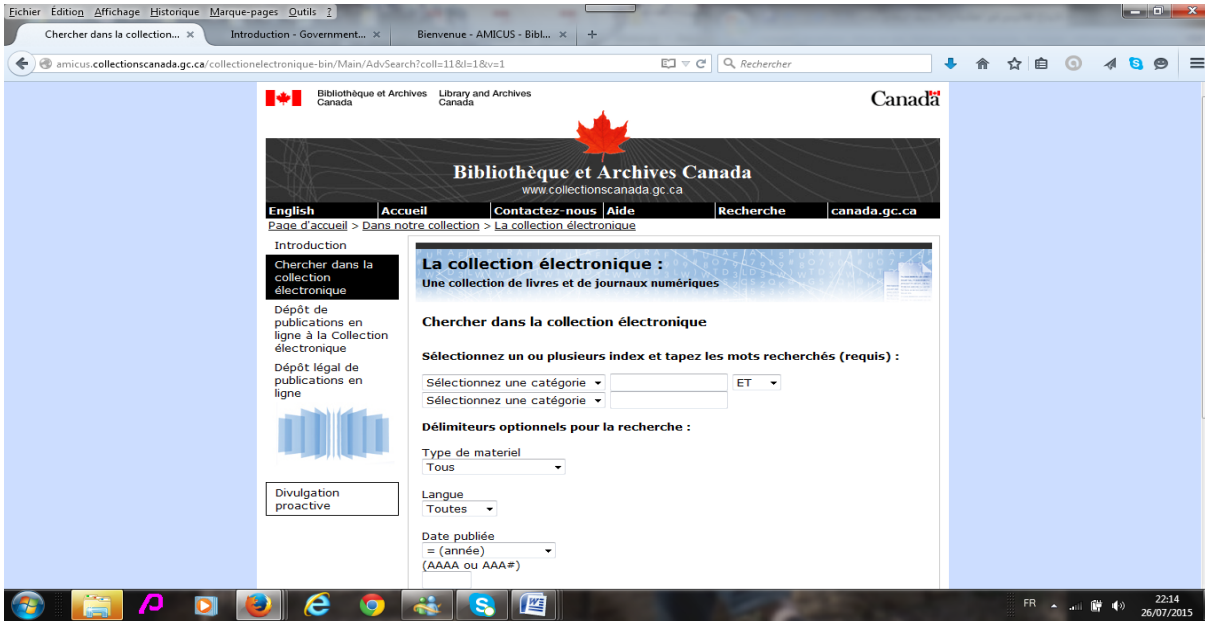 Fichier Édition Affichage Historique Marque-pages Outils ?
Chercher dans la collection... × Introduction - Government... × Bienvenue - AMICUS - Bibl... × +
amicus.collectionscanada.gc.ca/collectionelectronique-bin/Main/AdvSearch?coll=11&l=1&v=1 Rechercher
Bibliothèque et Archives Canada Library and Archives Canada Canada
Bibliothèque et Archives Canada
www.collectionscanada.gc.ca
English Accueil Contactez-nous Aide Recherche canada.gc.ca
Page d'accueil > Dans notre collection > La collection électronique
Introduction
Chercher dans la
collection
électronique
Dépôt de
publications en
ligne à la Collection
électronique
Dépôt légal de
publications en
ligne
Divulgation
proactive
La collection électronique :
Une collection de livres et de journaux numériques
Chercher dans la collection électronique
Sélectionnez un ou plusieurs index et tapez les mots recherchés (requis) :
Sélectionnez une catégorie ET
Sélectionnez une catégorie
Délimiteurs optionnels pour la recherche :
Type de materiel
Tous
Langue
Toutes
Date publiée
= (année)
(AAAA ou AAA#)
FR 22:14
26/07/2015